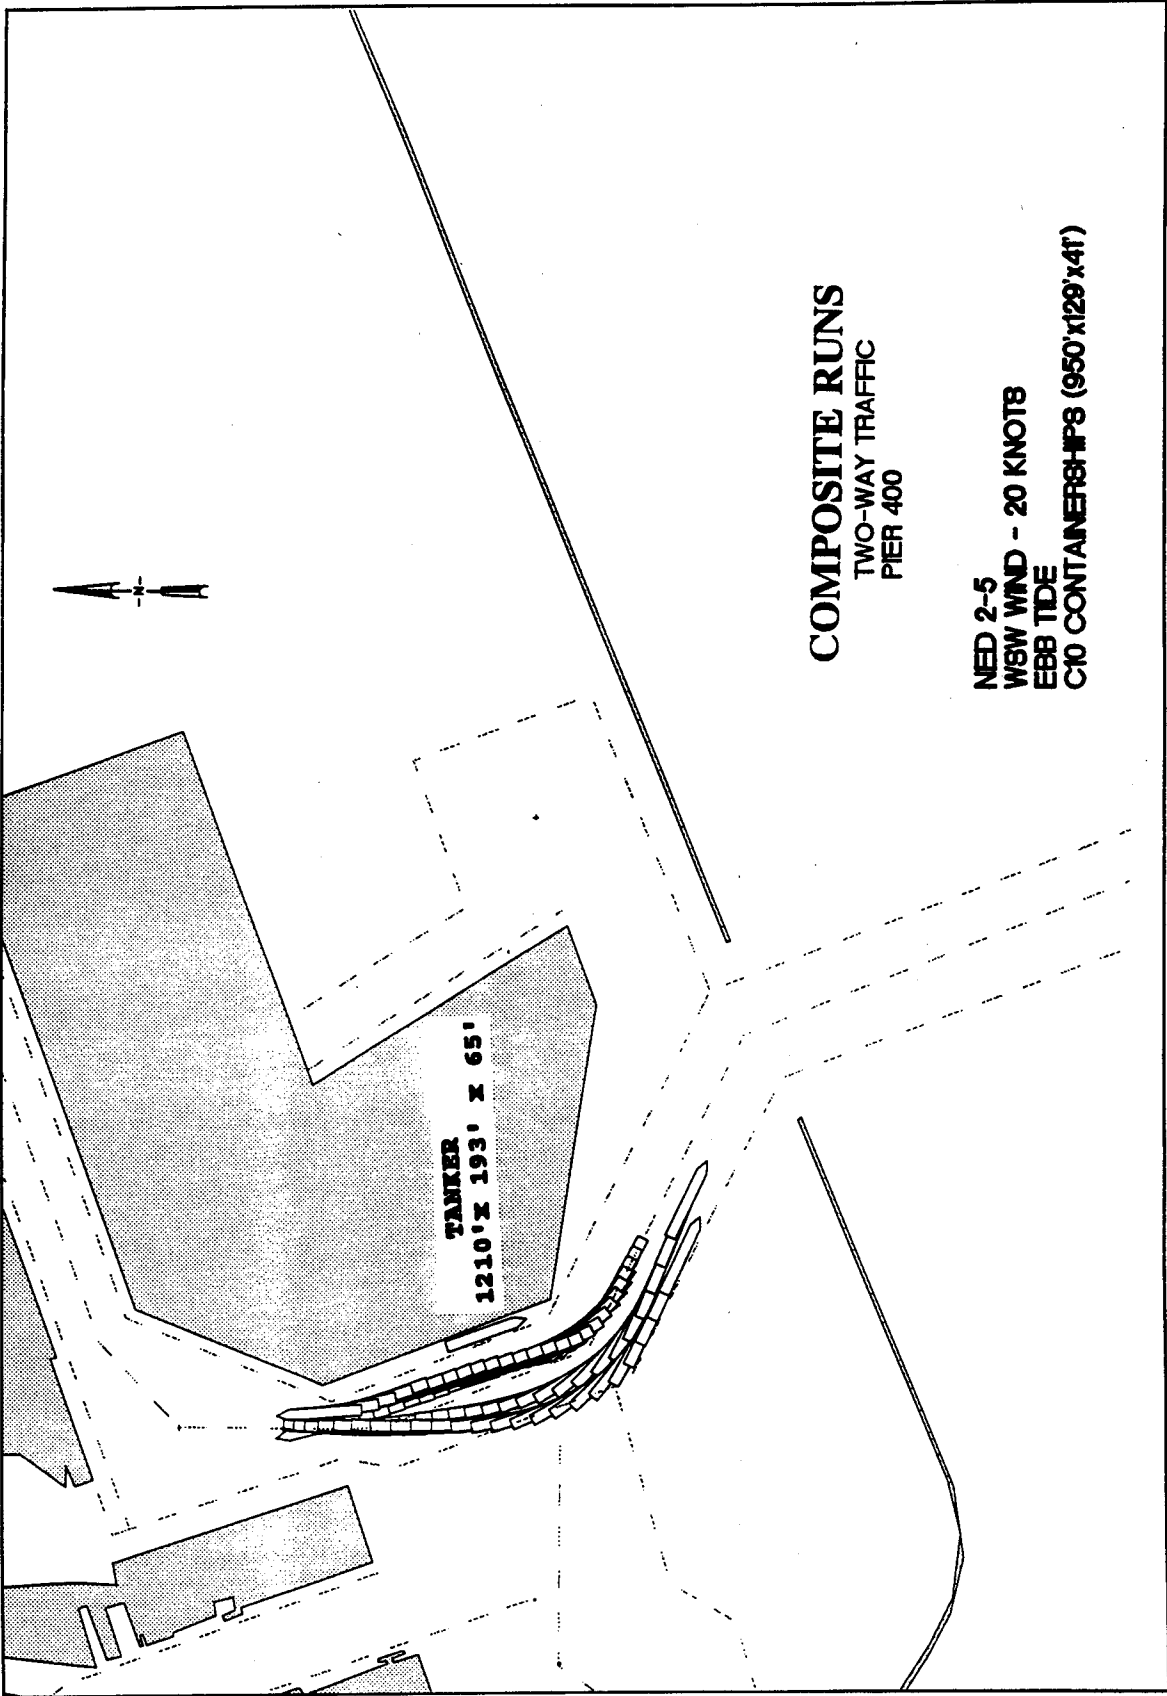 -N-
TANKER
1210'X 193' X 65'
COMPOSITE RUNS
TWO-WAY TRAFFIC
PIER 400
NED 2-5
WSW WIND - 20 KNOTS
EBB TIDE
C10 CONTAINERSHIPS (950'x129'x41')